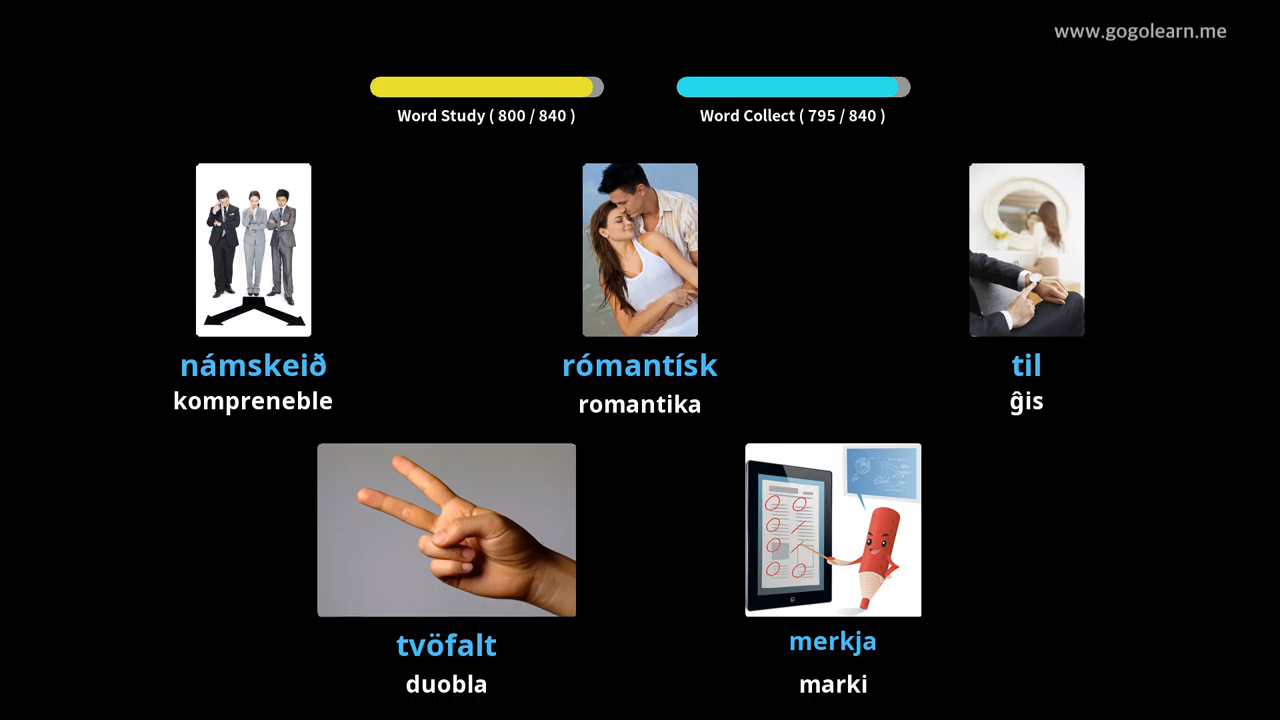 www.gogolearn.me
Word Study ( 800 / 840 )
Word Collect ( 795 / 840 )
námskeið
kompreneble
rómantísk
romantika
til
ĝis
tvöfalt
duobla
merkja
marki